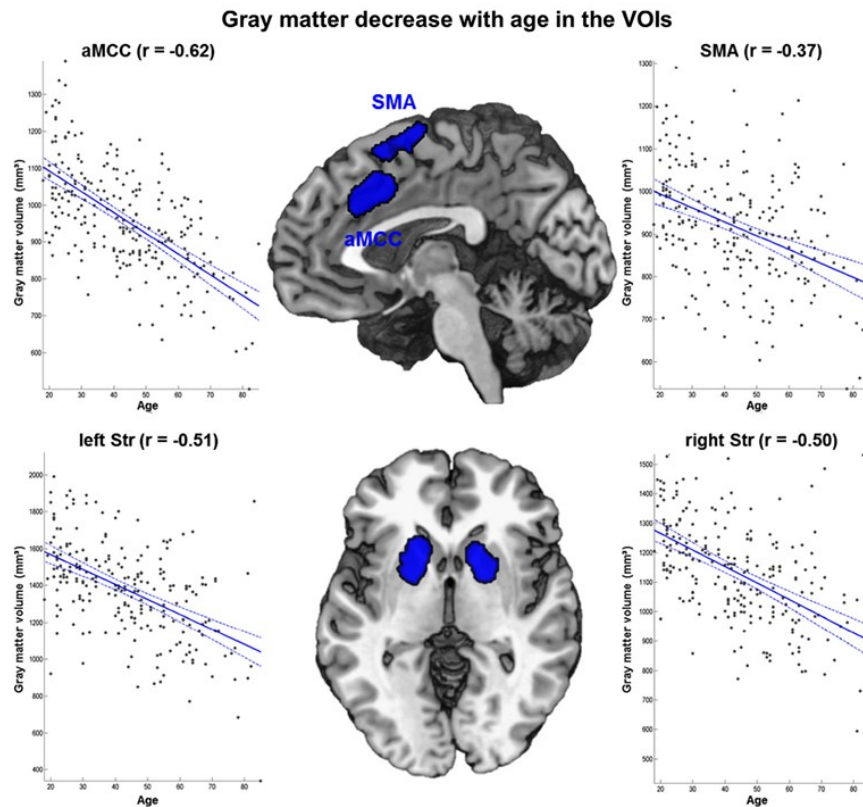 Gray matter decrease with age in the VOIs
aMCC (r = -0.62)
Gray matter volume (mm³)
1300
1200
1100
1000
900
800
700
600
20 30 40 50 60 70 80
Age
SMA
aMCC
SMA (r = -0.37)
Gray matter volume (mm³)
1300
1200
1100
1000
900
800
700
600
20 30 40 50 60 70 80
Age
left Str (r = -0.51)
Gray matter volume (mm³)
2000
1800
1600
1400
1200
1000
800
600
400
20 30 40 50 60 70 80
Age
right Str (r = -0.50)
Gray matter volume (mm³)
1500
1400
1300
1200
1100
1000
900
800
700
600
500
20 30 40 50 60 70 80
Age